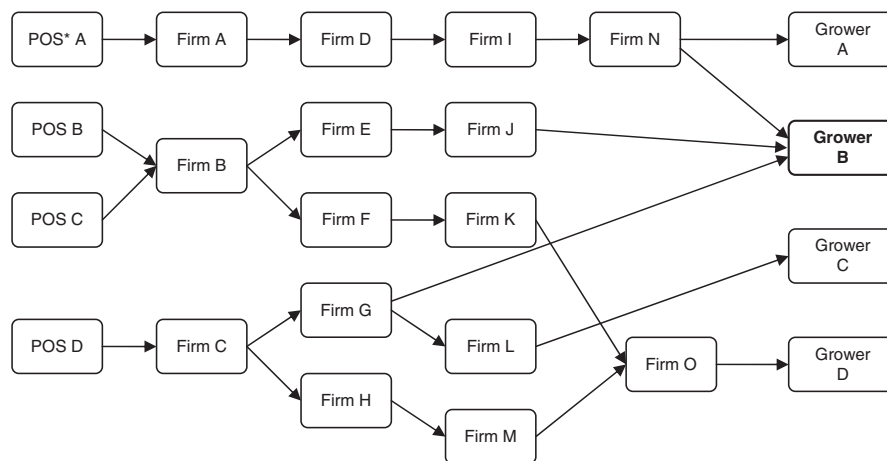 POS* A
Firm A
Firm D
Firm I
Firm N
Grower
A
POS B
Firm B
Firm E
Firm J
Grower
B
POS C
Firm F
Firm K
Grower
C
POS D
Firm C
Firm G
Firm L
Firm O
Grower
D
Firm H
Firm M